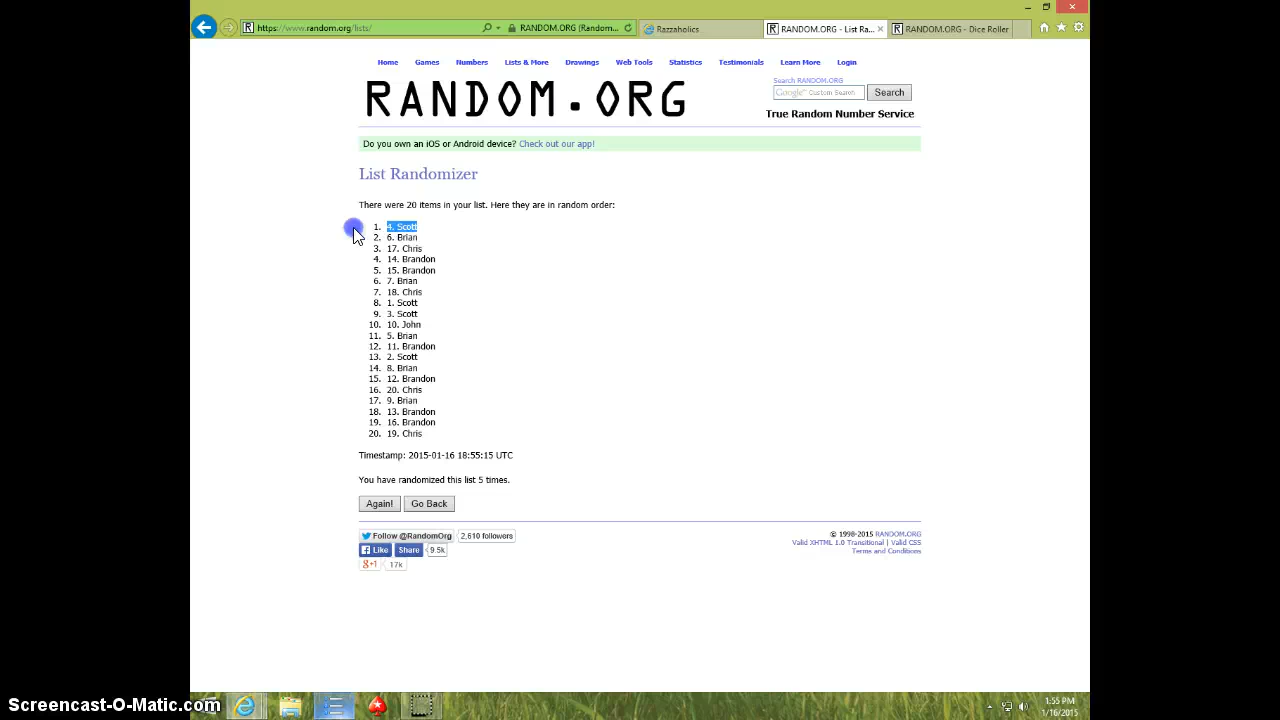 https://www.random.org/lists/
RANDOM.ORG (Random...
Razzaholics
RANDOM.ORG - List Ra...
RANDOM.ORG - Dice Roller
Home Games Numbers Lists & More Drawings Web Tools Statistics Testimonials Learn More Login
RANDOM.ORG
Search RANDOM.ORG
Google™ Custom Search
Search
True Random Number Service
Do you own an iOS or Android device? Check out our app!
List Randomizer
There were 20 items in your list. Here they are in random order:
1. 4. Scott
2. 6. Brian
3. 17. Chris
4. 14. Brandon
5. 15. Brandon
6. 7. Brian
7. 18. Chris
8. 1. Scott
9. 3. Scott
10. 10. John
11. 5. Brian
12. 11. Brandon
13. 2. Scott
14. 8. Brian
15. 12. Brandon
16. 20. Chris
17. 9. Brian
18. 13. Brandon
19. 16. Brandon
20. 19. Chris
Timestamp: 2015-01-16 18:55:15 UTC
You have randomized this list 5 times.
Again! Go Back
Follow @RandomOrg 2,610 followers
Like Share 9.5k
g+1 17k
© 1998-2015 RANDOM.ORG
Valid XHTML 1.0 Transitional | Valid CSS
Terms and Conditions
Screencast-O-Matic.com
1:55 PM
1/16/2015